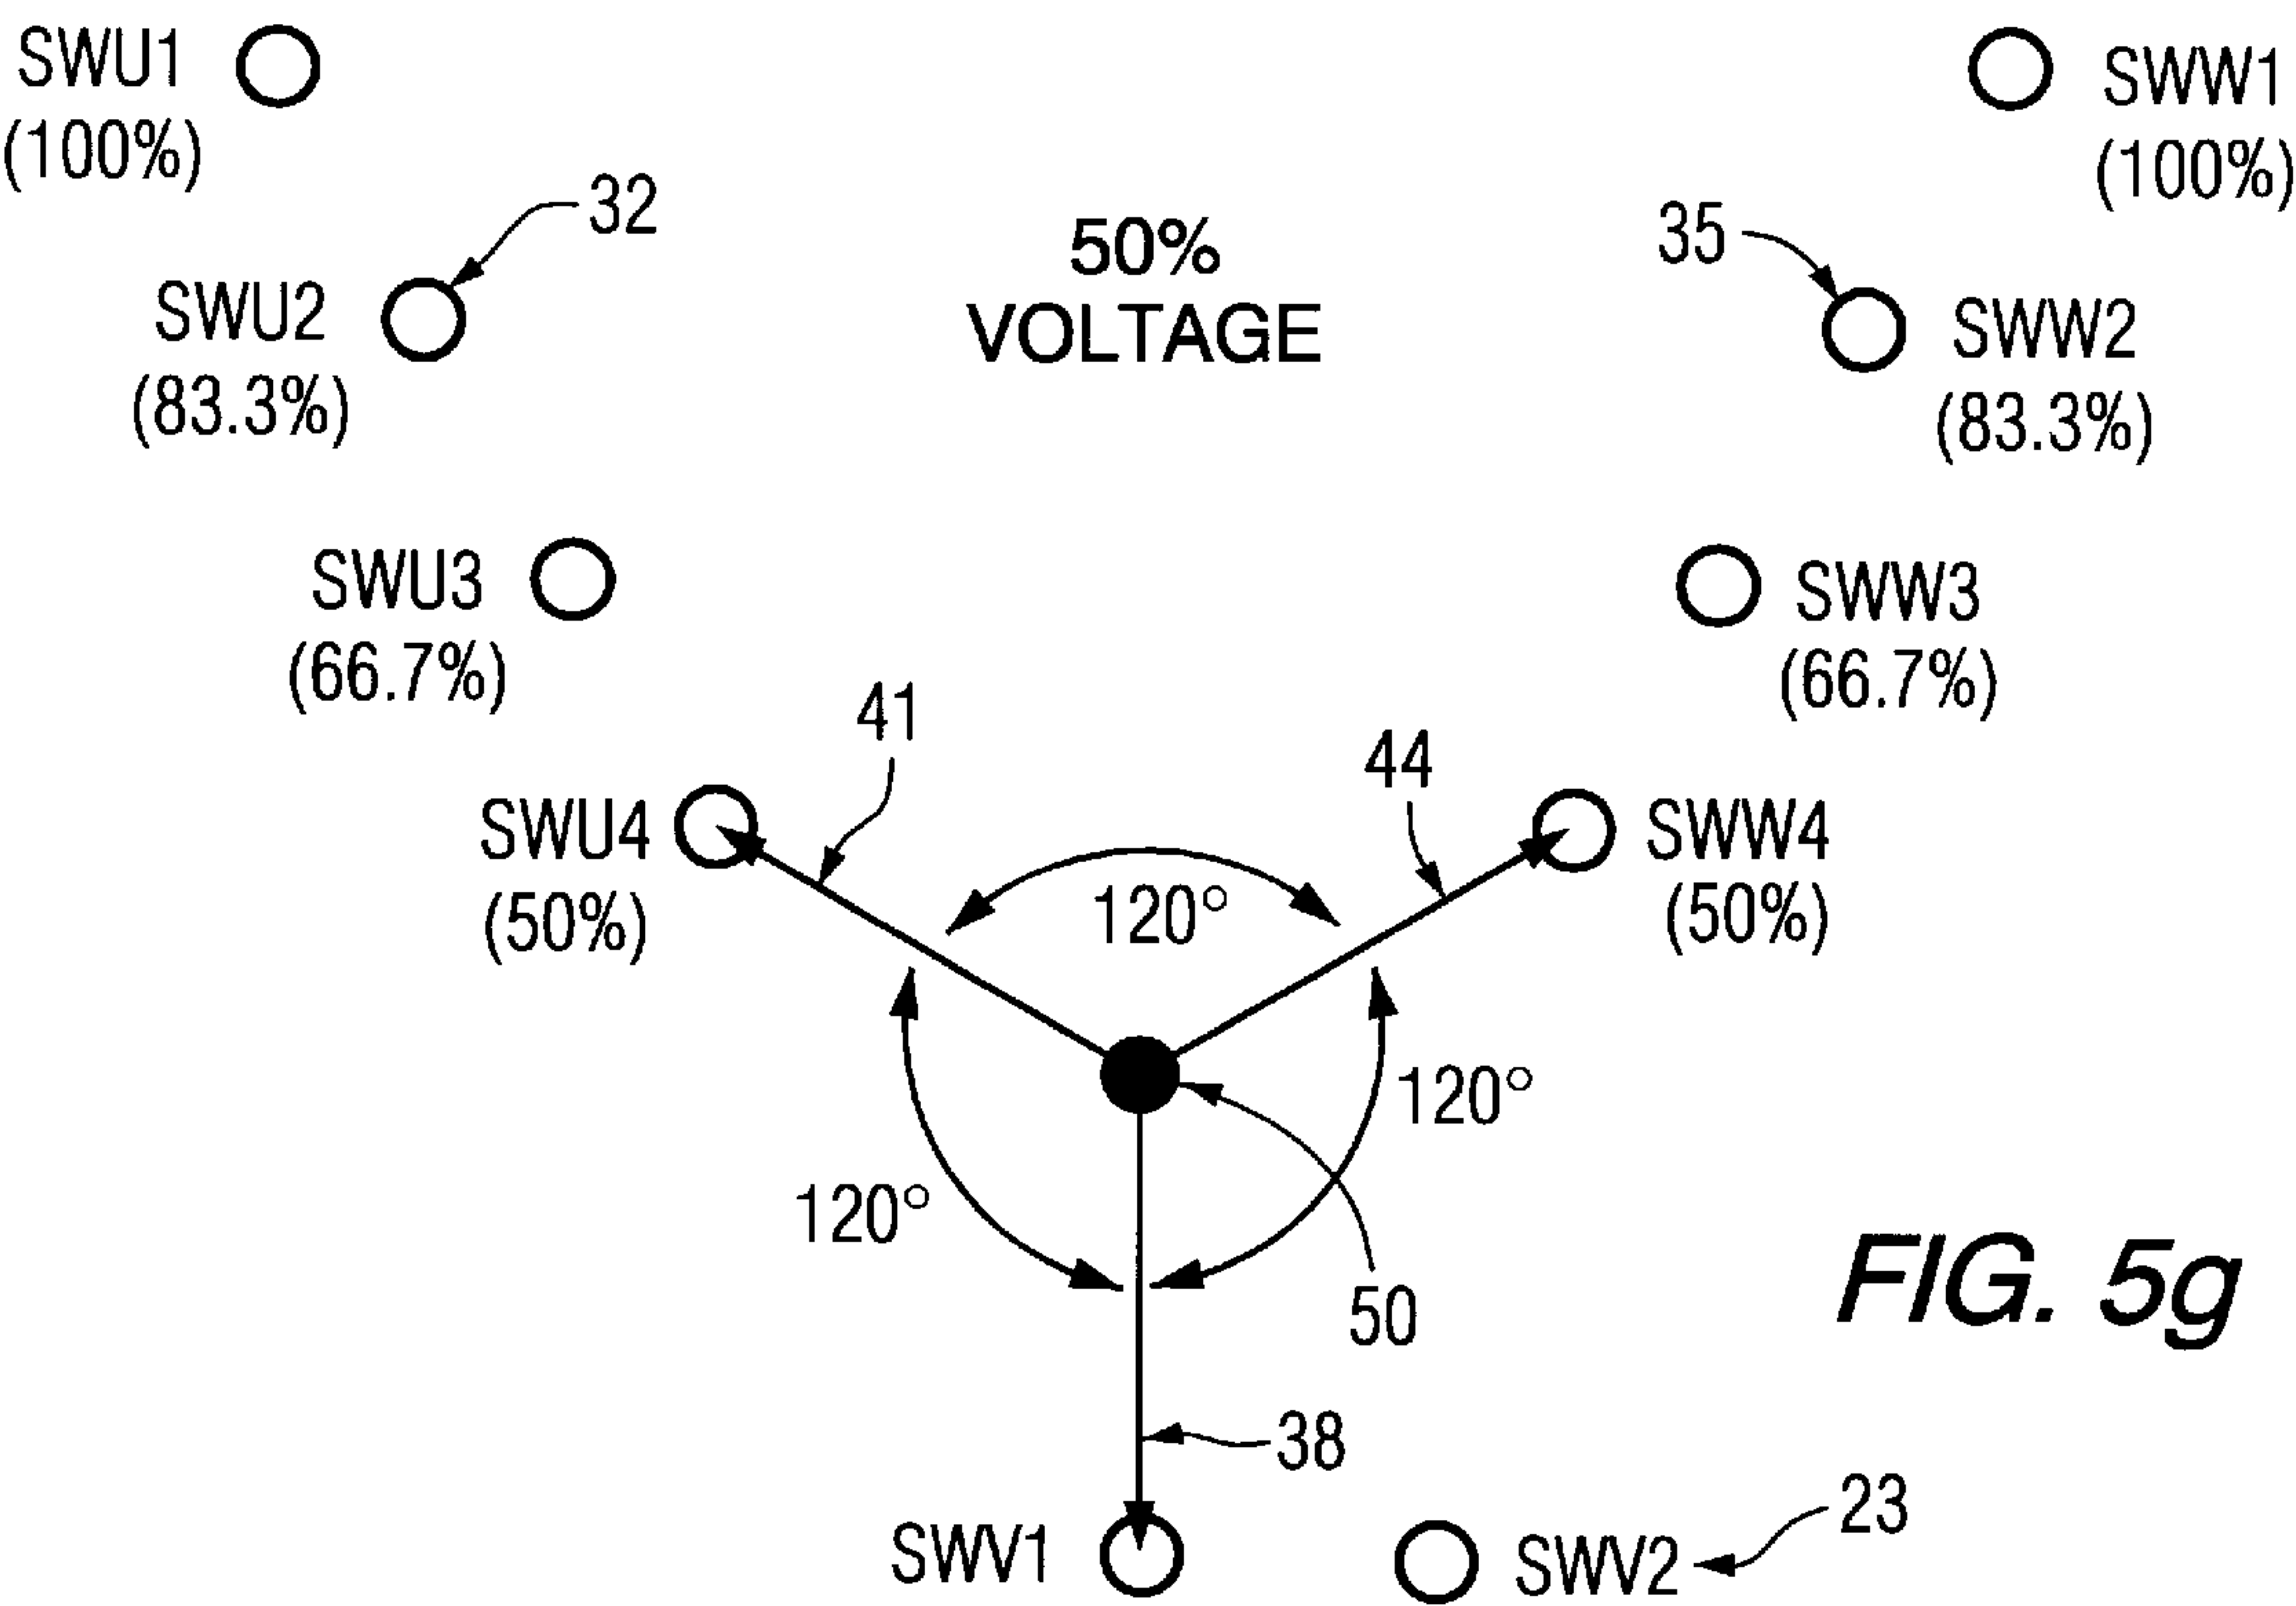 SWU1
(100%)
SWW1
(100%)
32
50%
VOLTAGE
35
SWU2
(83.3%)
SWW2
(83.3%)
SWU3
(66.7%)
SWW3
(66.7%)
41
44
SWU4
(50%)
120°
SWW4
(50%)
120°
120°
50
FIG. 5g
38
23
SWV1
SWV2